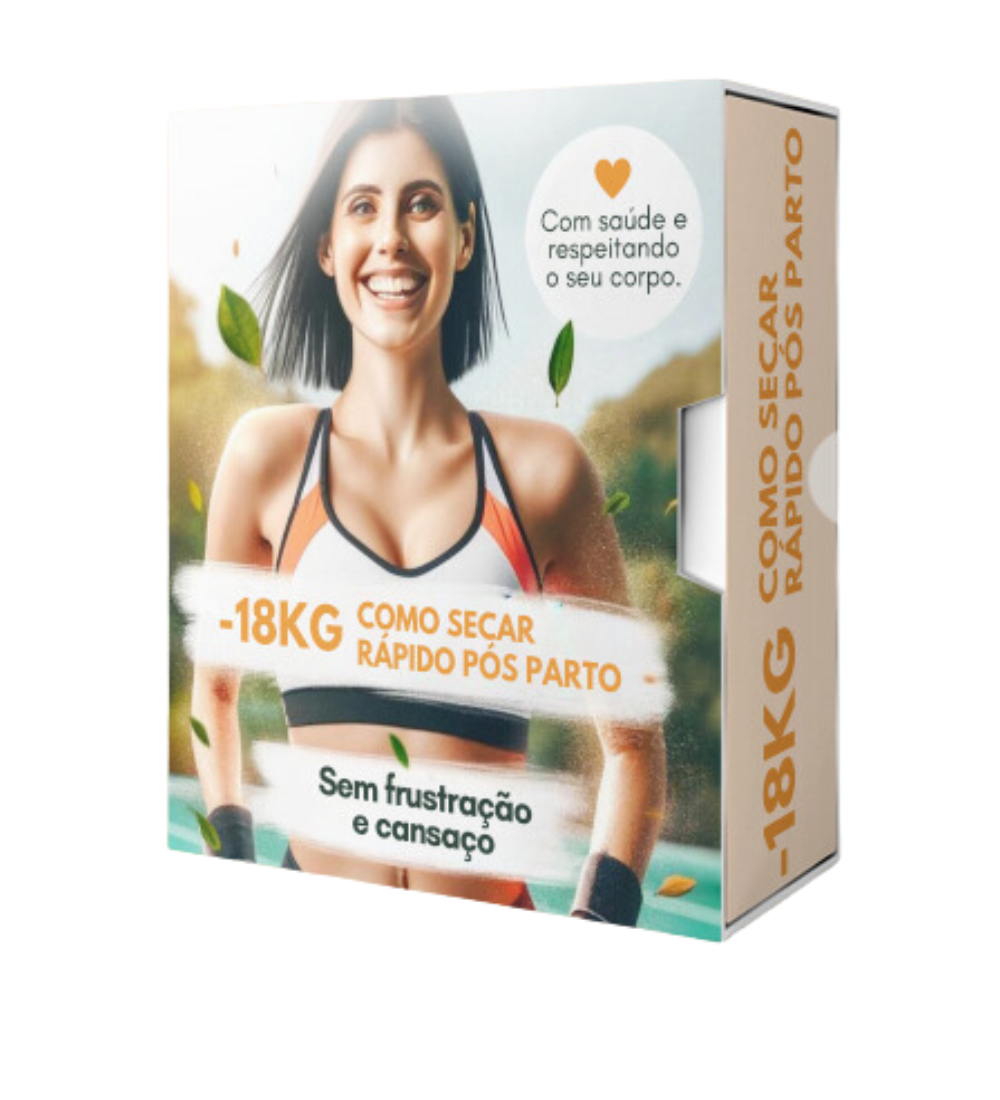 Com saúde e
respeitando
o seu corpo.
-18KG
COMO SECAR
RÁPIDO PÓS PARTO
Sem frustração
e cansaço
-18KG
COMO SECAR
RÁPIDO PÓS PARTO